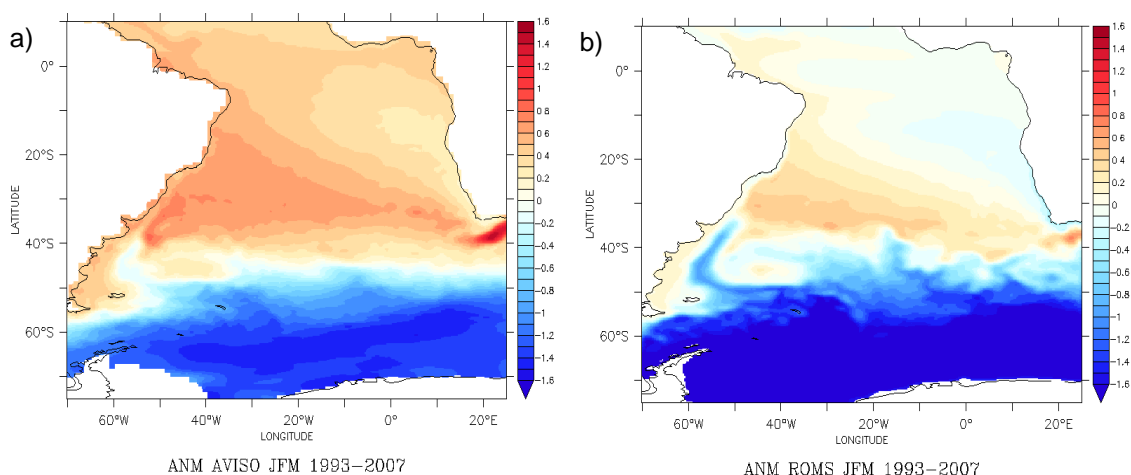 a)
0°
20°S
40°S
60°S
LATITUDE
60°W
40°W
20°W
0°
20°E
LONGITUDE
1.6
1.4
1.2
1
0.8
0.6
0.4
0.2
0
-0.2
-0.4
-0.6
-0.8
-1
-1.2
-1.4
-1.6
ANM AVISO JFM 1993-2007
b)
0°
20°S
40°S
60°S
LATITUDE
60°W
40°W
20°W
0°
20°E
LONGITUDE
1.6
1.4
1.2
1
0.8
0.6
0.4
0.2
0
-0.2
-0.4
-0.6
-0.8
-1
-1.2
-1.4
-1.6
ANM ROMS JFM 1993-2007